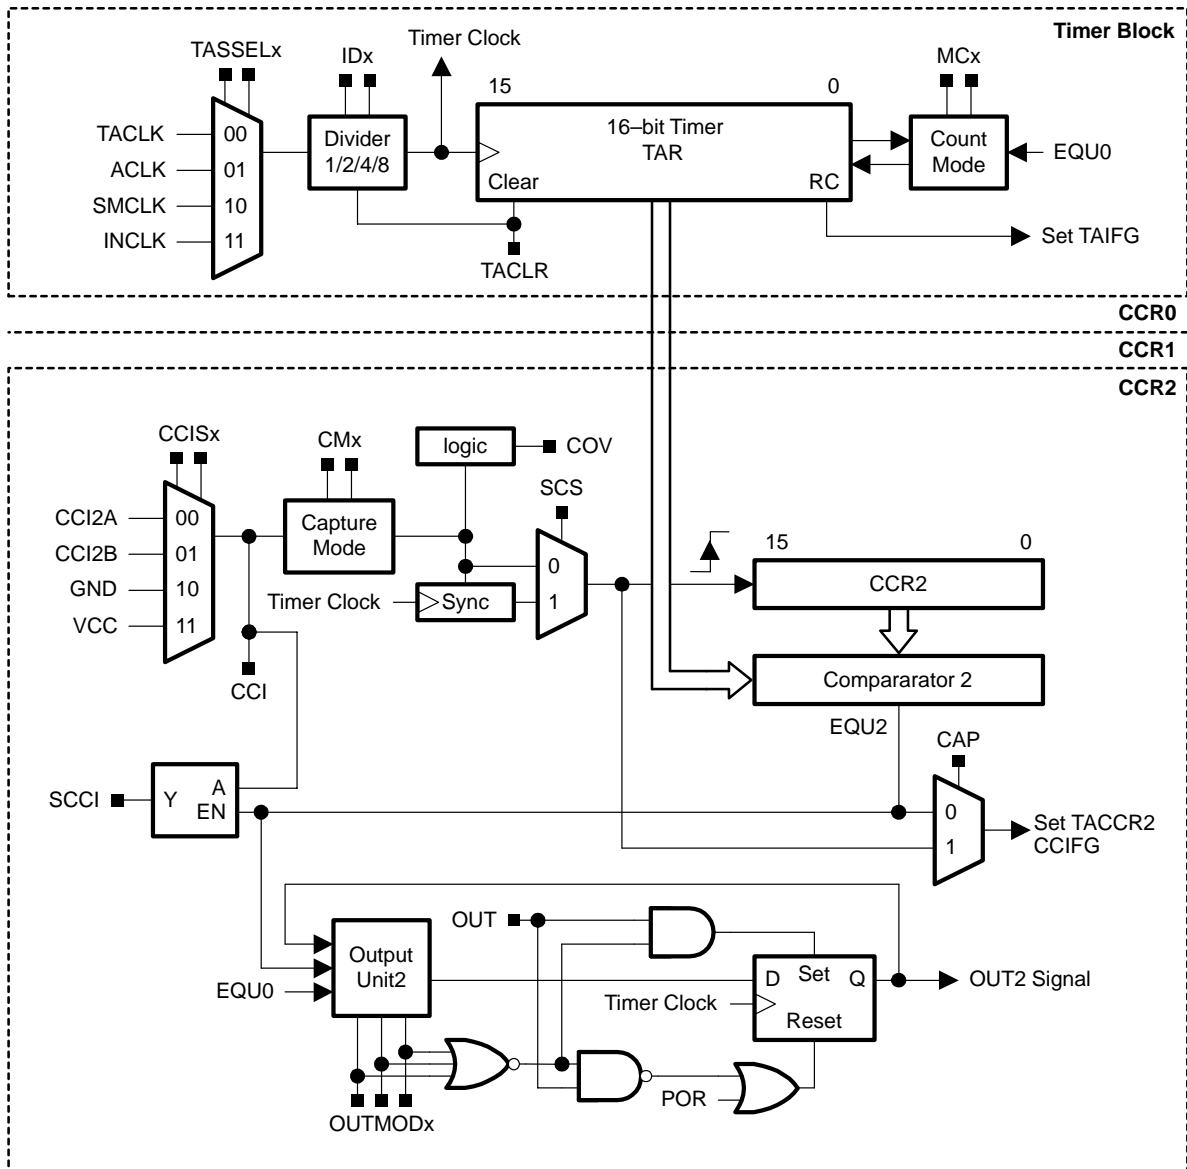 Timer Block
Timer Clock
TASSELx
IDx
MCx
15
0
TACLK
00
ACLK
01
SMCLK
10
INCLK
11
Divider
1/2/4/8
16–bit Timer
TAR
Clear
RC
Count
Mode
EQU0
Set TAIFG
TACLR
CCR0
CCR1
CCR2
CCISx
CMx
logic
COV
SCS
CCI2A
00
CCI2B
01
GND
10
VCC
11
Capture
Mode
0
1
15
0
Timer Clock
Sync
CCR2
CCI
Compararator 2
EQU2
CAP
SCCI
Y
A
EN
0
1
Set TACCR2
CCIFG
OUT
Output
Unit2
EQU0
D
Set
Q
OUT2 Signal
Timer Clock
Reset
POR
OUTMODx